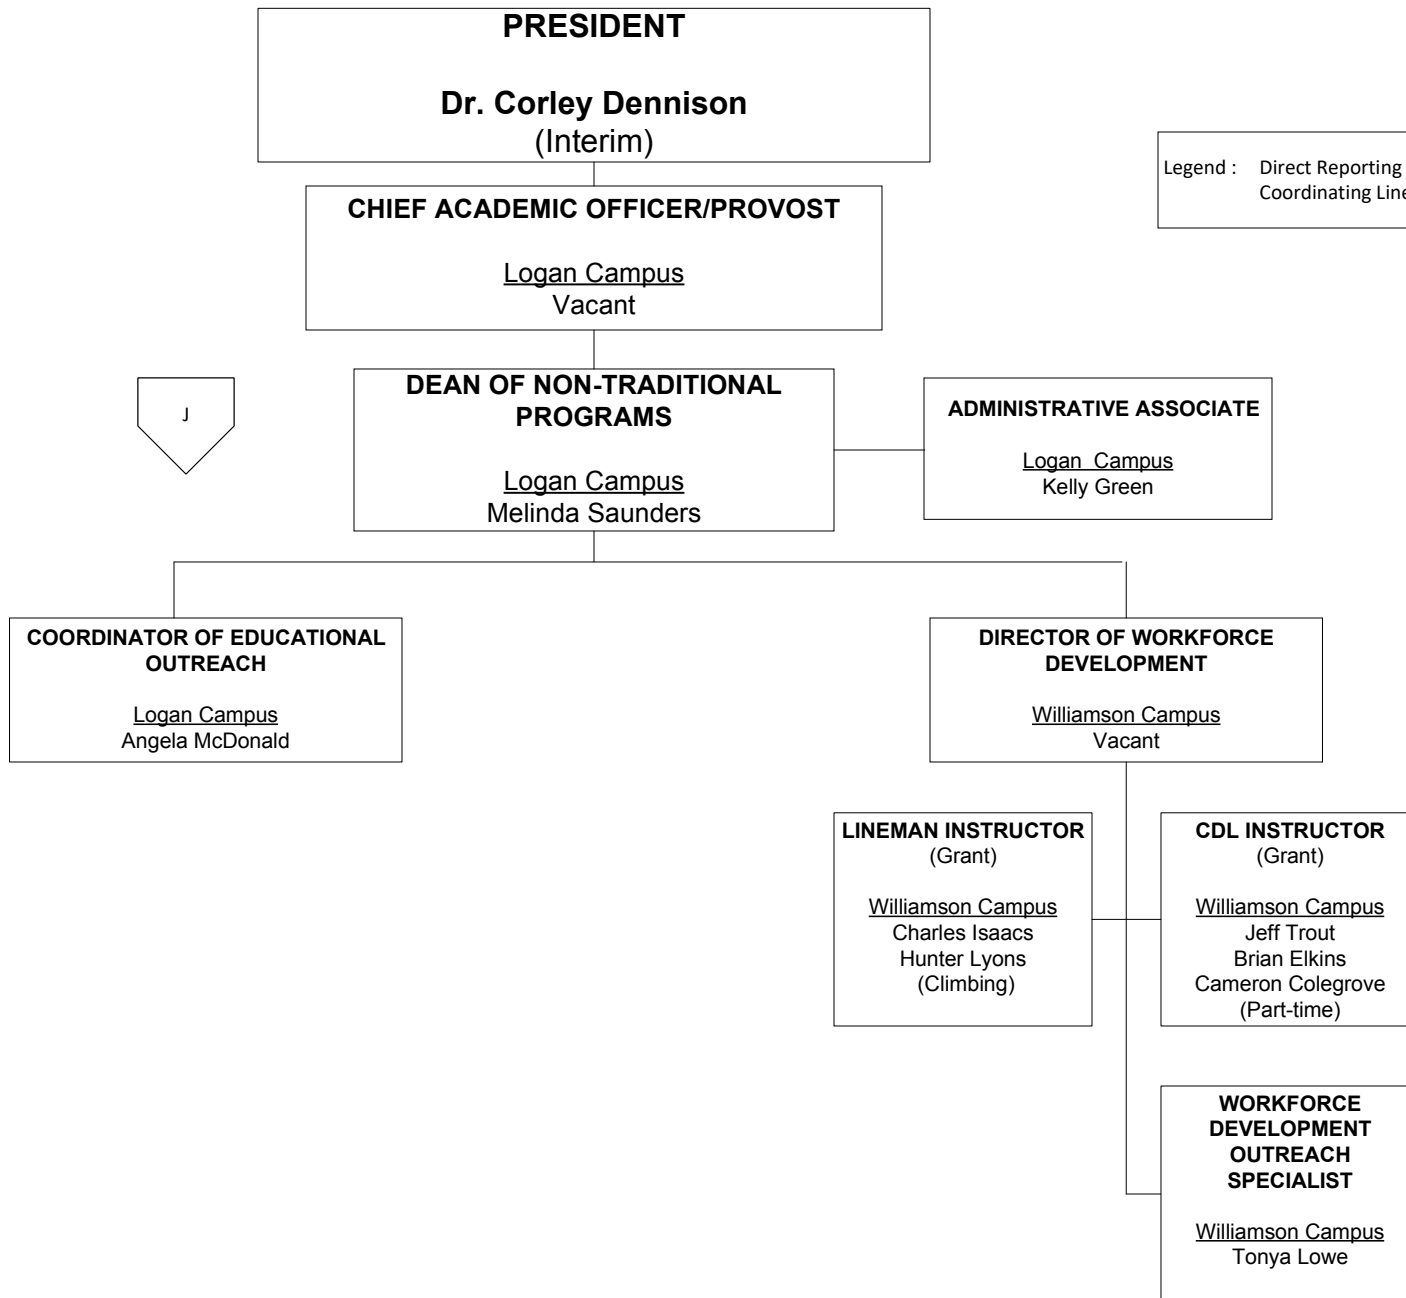 PRESIDENT
Dr. Corley Dennison
(Interim)
Legend : Direct Reporting
Coordinating Line
CHIEF ACADEMIC OFFICER/PROVOST
Logan Campus
Vacant
J
DEAN OF NON-TRADITIONAL
PROGRAMS
Logan Campus
Melinda Saunders
ADMINISTRATIVE ASSOCIATE
Logan Campus
Kelly Green
COORDINATOR OF EDUCATIONAL
OUTREACH
Logan Campus
Angela McDonald
DIRECTOR OF WORKFORCE
DEVELOPMENT
Williamson Campus
Vacant
LINEMAN INSTRUCTOR
(Grant)
Williamson Campus
Charles Isaacs
Hunter Lyons
(Climbing)
CDL INSTRUCTOR
(Grant)
Williamson Campus
Jeff Trout
Brian Elkins
Cameron Colegrove
(Part-time)
WORKFORCE
DEVELOPMENT
OUTREACH
SPECIALIST
Williamson Campus
Tonya Lowe